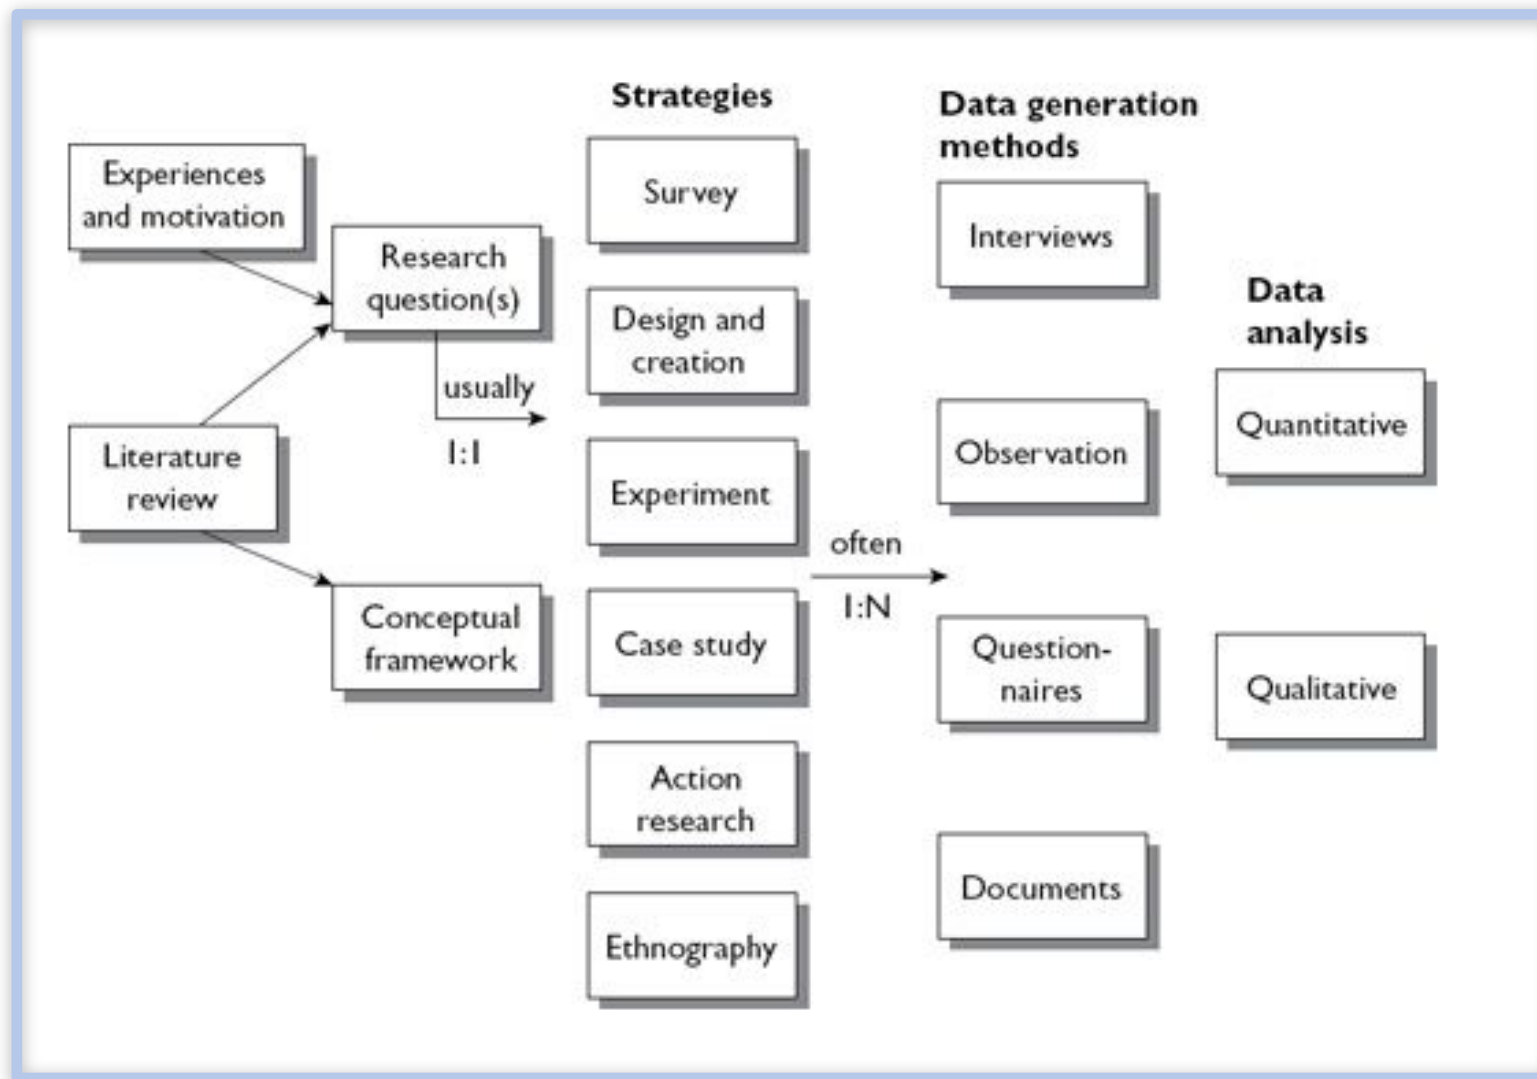 Experiences
and motivation
Literature
review
Research
question(s)
usually
1:1
Conceptual
framework
Strategies
Survey
Design and
creation
Experiment
Case study
Action
research
Ethnography
often
1:N
Data generation
methods
Interviews
Observation
Question-
naires
Documents
Data
analysis
Quantitative
Qualitative